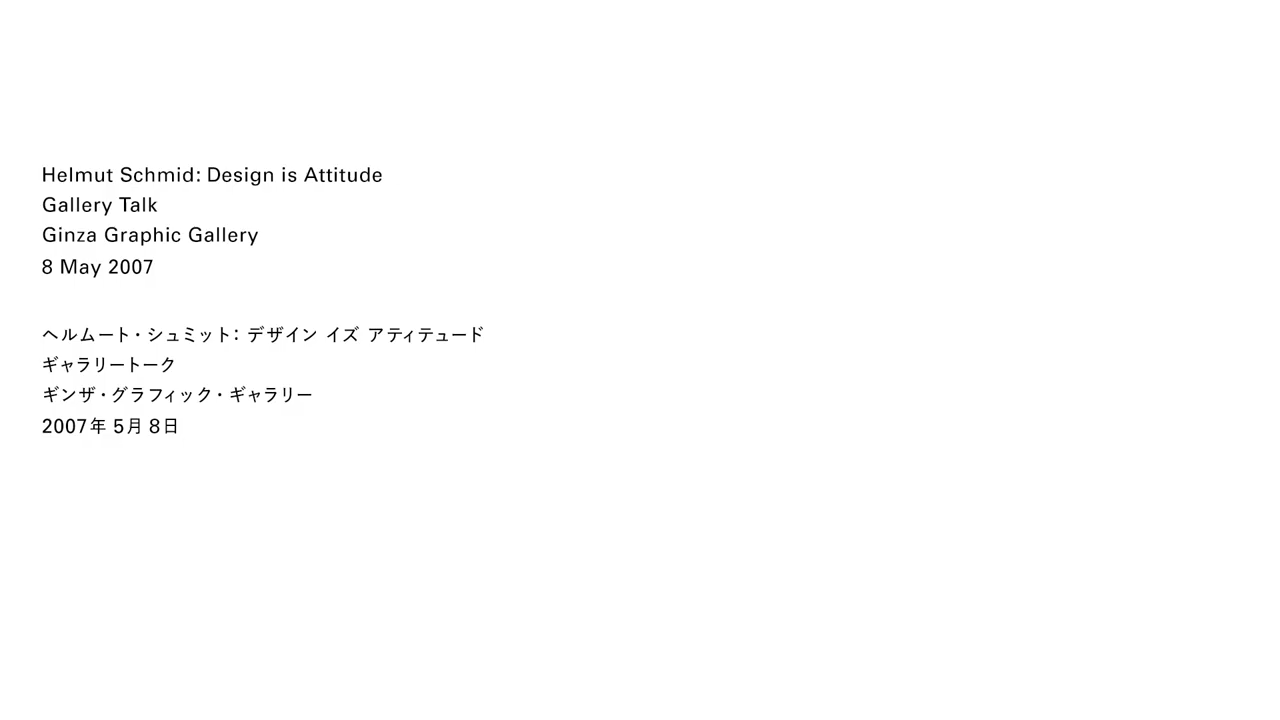 Helmut Schmid: Design is Attitude
Gallery Talk
Ginza Graphic Gallery
8 May 2007
ヘルムート・シュミット: デザイン イズ アティテュード
ギャラリートーク
ギンザ・グラフィック・ギャラリー
2007年 5月 8日